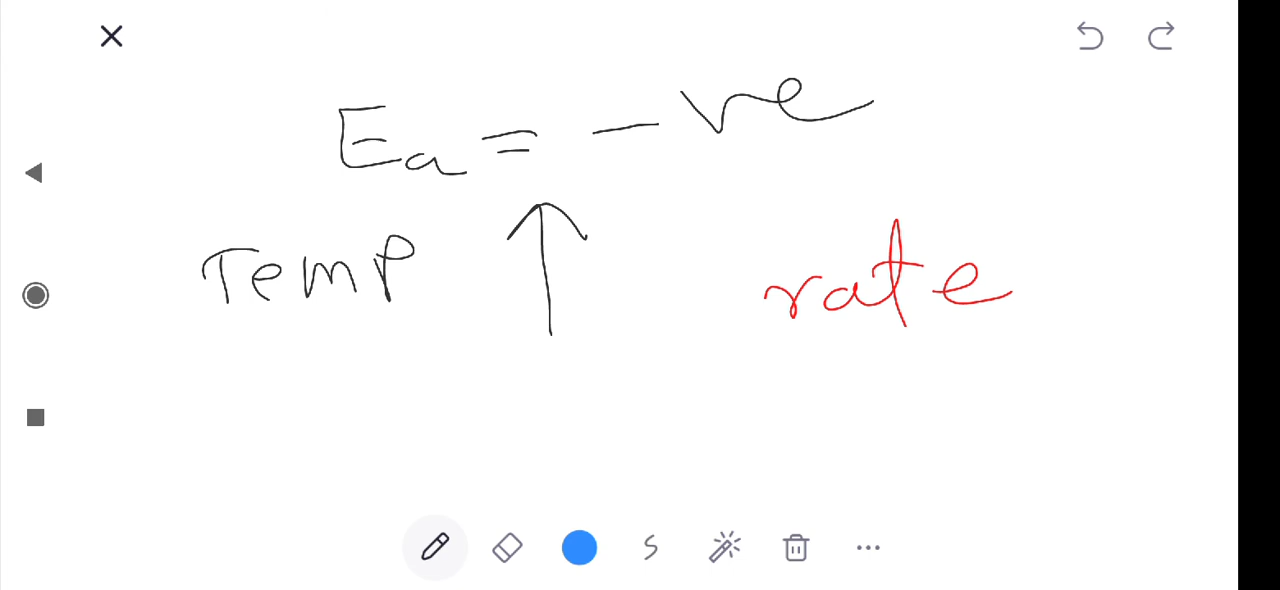 Ea = - ve
Temp ↑ rate